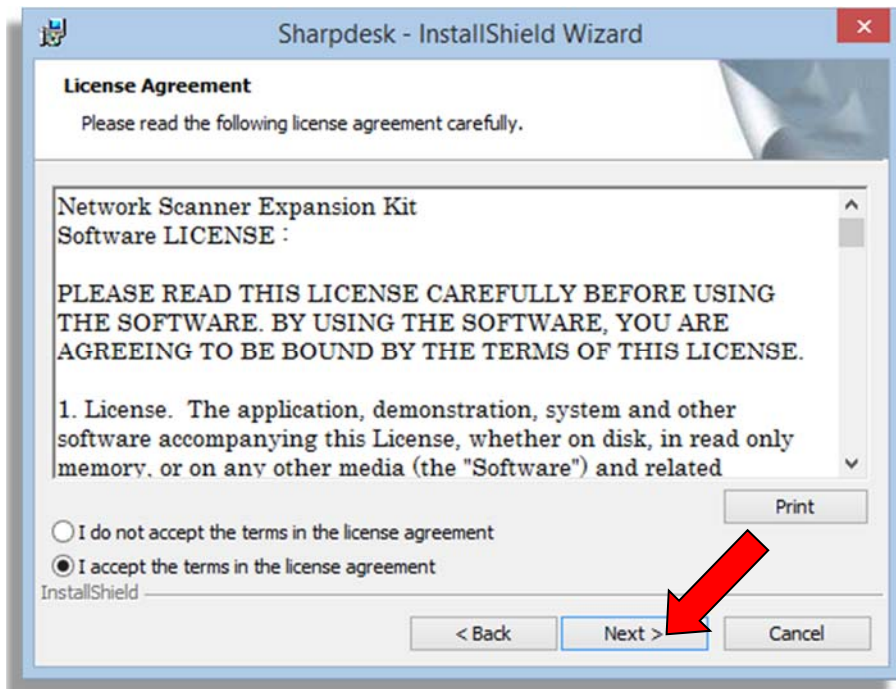 Sharpdesk - InstallShield Wizard
License Agreement
Please read the following license agreement carefully.
Network Scanner Expansion Kit
Software LICENSE :
PLEASE READ THIS LICENSE CAREFULLY BEFORE USING
THE SOFTWARE. BY USING THE SOFTWARE, YOU ARE
AGREEING TO BE BOUND BY THE TERMS OF THIS LICENSE.
1. License.  The application, demonstration, system and other
software accompanying this License, whether on disk, in read only
memory, or on any other media (the "Software") and related
Print
I do not accept the terms in the license agreement
I accept the terms in the license agreement
InstallShield
< Back
Next >
Cancel